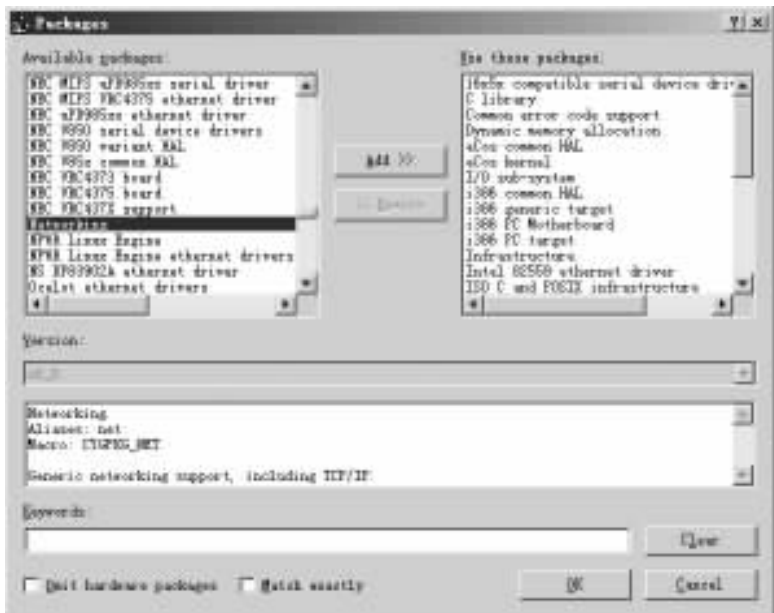 Packages
Available packages:
NEC MIPS uPD985xx serial driver
NEC MIPS VRC4375 ethernet driver
NEC uPD985xx ethernet driver
NEC V850 serial device drivers
NEC V850 variant HAL
NEC V85x common HAL
NEC VRC4373 board
NEC VRC4375 board
NEC VRC437X support
Networking
NPWR Linux Engine
NPWR Linux Engine ethernet drivers
NS DP83902A ethernet driver
Ocelot ethernet drivers
Add >>
<< Remove
Use these packages:
16x5x compatible serial device driv
C library
Common error code support
Dynamic memory allocation
eCos common HAL
eCos kernel
I/O sub-system
i386 common HAL
i386 generic target
i386 PC Motherboard
i386 PC target
Infrastructure
Intel 82559 ethernet driver
ISO C and POSIX infrastructure
Version:
Networking
Aliases: net
Macro: CYGPKG_NET
Generic networking support, including TCP/IP.
Keywords:
Clear
Omit hardware packages
Match exactly
OK
Cancel